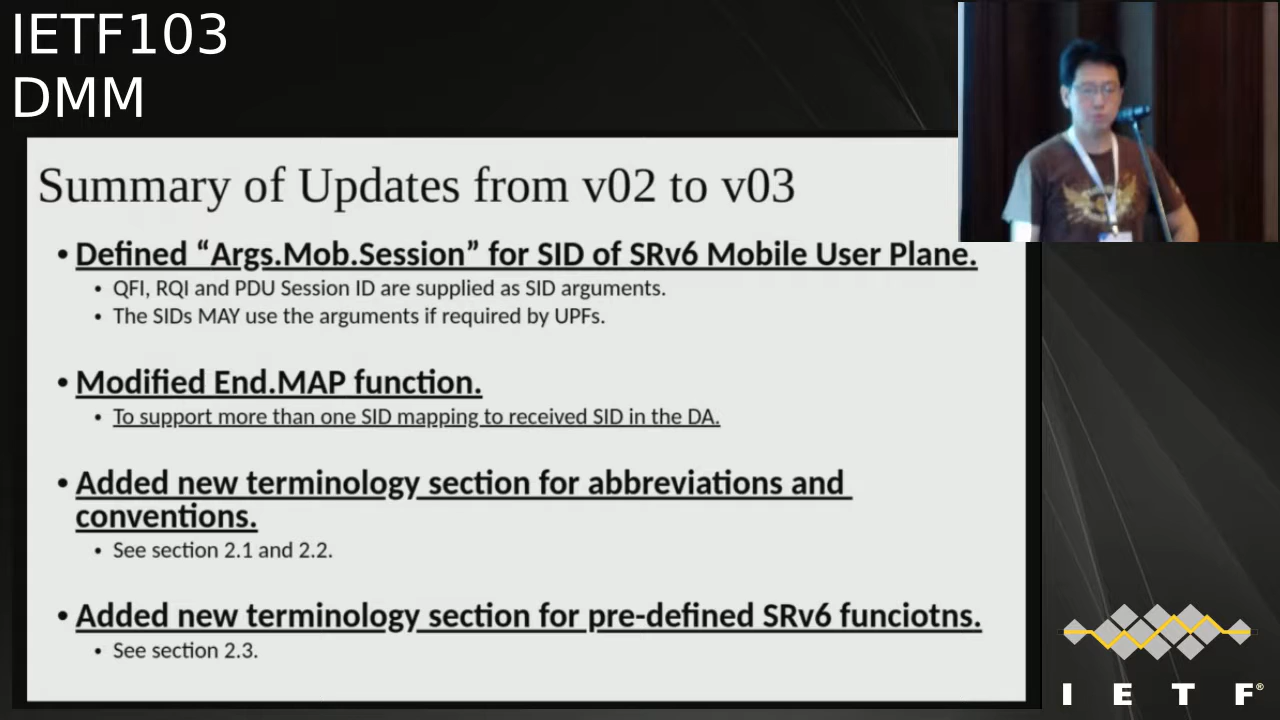 IETF103
DMM
Summary of Updates from v02 to v03
• Defined “Args.Mob.Session” for SID of SRv6 Mobile User Plane.
• QFI, RQI and PDU Session ID are supplied as SID arguments.
• The SIDs MAY use the arguments if required by UPFs.
• Modified End.MAP function.
• To support more than one SID mapping to received SID in the DA.
• Added new terminology section for abbreviations and
conventions.
• See section 2.1 and 2.2.
• Added new terminology section for pre-defined SRv6 funciotns.
• See section 2.3.
I E T F®